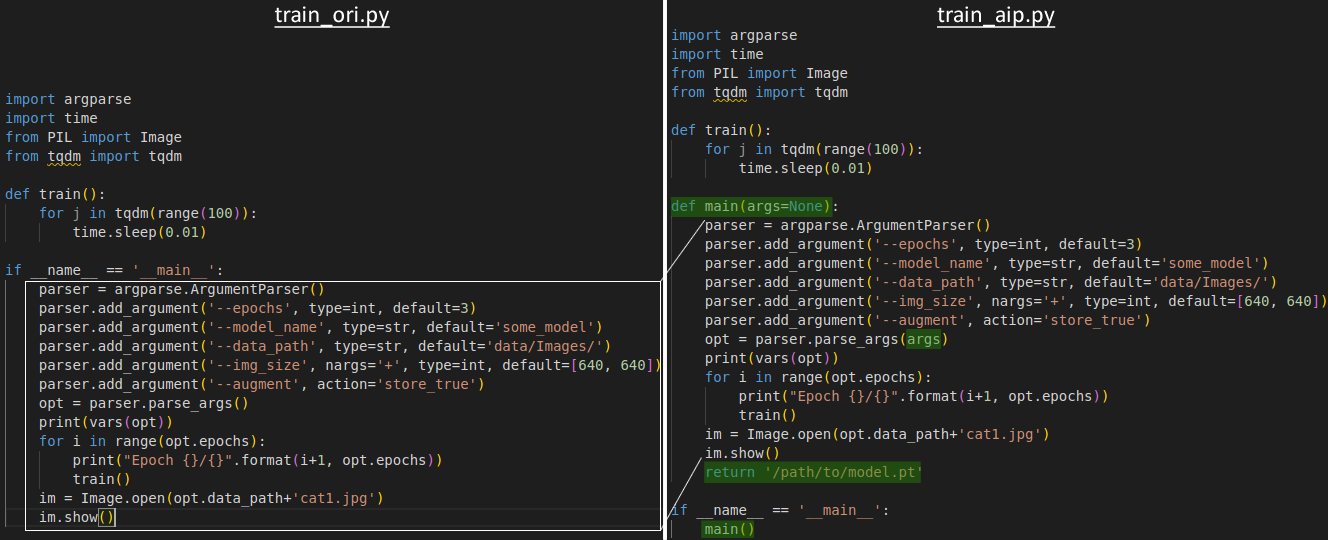 train_ori.py
import argparse
import time
from PIL import Image
from tqdm import tqdm
def train():
    for j in tqdm(range(100)):
        time.sleep(0.01)
if __name__ == '__main__':
    parser = argparse.ArgumentParser()
    parser.add_argument('--epochs', type=int, default=3)
    parser.add_argument('--model_name', type=str, default='some_model')
    parser.add_argument('--data_path', type=str, default='data/Images/')
    parser.add_argument('--img_size', nargs='+', type=int, default=[640, 640])
    parser.add_argument('--augment', action='store_true')
    opt = parser.parse_args()
    print(vars(opt))
    for i in range(opt.epochs):
        print("Epoch {}/{}".format(i+1, opt.epochs))
        train()
    im = Image.open(opt.data_path+'cat1.jpg')
    im.show()
train_aip.py
import argparse
import time
from PIL import Image
from tqdm import tqdm
def train():
    for j in tqdm(range(100)):
        time.sleep(0.01)
def main(args=None):
    parser = argparse.ArgumentParser()
    parser.add_argument('--epochs', type=int, default=3)
    parser.add_argument('--model_name', type=str, default='some_model')
    parser.add_argument('--data_path', type=str, default='data/Images/')
    parser.add_argument('--img_size', nargs='+', type=int, default=[640, 640])
    parser.add_argument('--augment', action='store_true')
    opt = parser.parse_args(args)
    print(vars(opt))
    for i in range(opt.epochs):
        print("Epoch {}/{}".format(i+1, opt.epochs))
        train()
    im = Image.open(opt.data_path+'cat1.jpg')
    im.show()
    return '/path/to/model.pt'
if __name__ == '__main__':
    main()